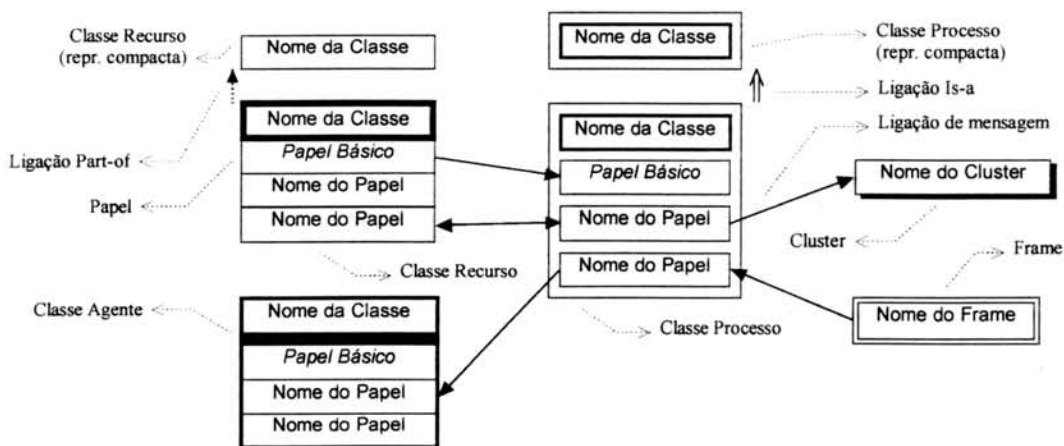 Classe Recurso
(repr. compacta)
Nome da Classe
Nome da Classe
Classe Processo
(repr. compacta)
Ligação Is-a
Ligação de mensagem
Ligação Part-of
Papel
Nome da Classe
Papel Básico
Nome do Papel
Nome do Papel
Classe Recurso
Nome da Classe
Papel Básico
Nome do Papel
Nome do Papel
Classe Processo
Nome do Cluster
Cluster
Frame
Nome do Frame
Classe Agente
Nome da Classe
Papel Básico
Nome do Papel
Nome do Papel